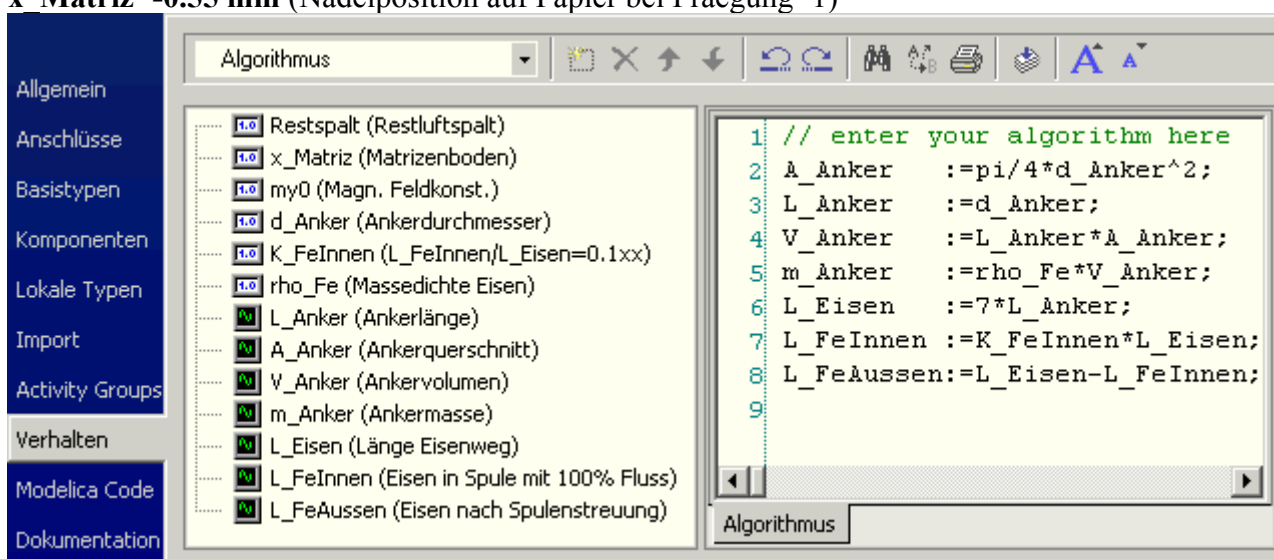 x_Matriz=-0.35 mm (Nadelposition auf Papier bei Praegung=1)
Algorithmus
Allgemein
Anschlüsse
Basistypen
Komponenten
Lokale Typen
Import
Activity Groups
Verhalten
Modelica Code
Dokumentation
Restspalt (Restluftspalt)
x_Matriz (Matrizenboden)
my0 (Magn. Feldkonst.)
d_Anker (Ankerdurchmesser)
K_FeInnen (L_FeInnen/L_Eisen=0.1xx)
rho_Fe (Massedichte Eisen)
L_Anker (Ankerlänge)
A_Anker (Ankerquerschnitt)
V_Anker (Ankervolumen)
m_Anker (Ankermasse)
L_Eisen (Länge Eisenweg)
L_FeInnen (Eisen in Spule mit 100% Fluss)
L_FeAussen (Eisen nach Spulenstreuung)
1 // enter your algorithm here
2 A_Anker :=pi/4*d_Anker^2;
3 L_Anker :=d_Anker;
4 V_Anker :=L_Anker*A_Anker;
5 m_Anker :=rho_Fe*V_Anker;
6 L_Eisen :=7*L_Anker;
7 L_FeInnen :=K_FeInnen*L_Eisen;
8 L_FeAussen:=L_Eisen-L_FeInnen;
9
Algorithmus